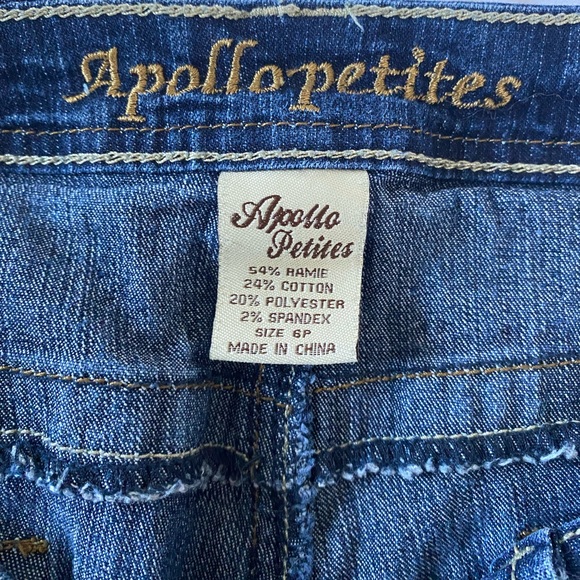 Apollopetites
Apollo
Petites
54% RAMIE
24% COTTON
20% POLYESTER
2% SPANDEX
SIZE 6P
MADE IN CHINA